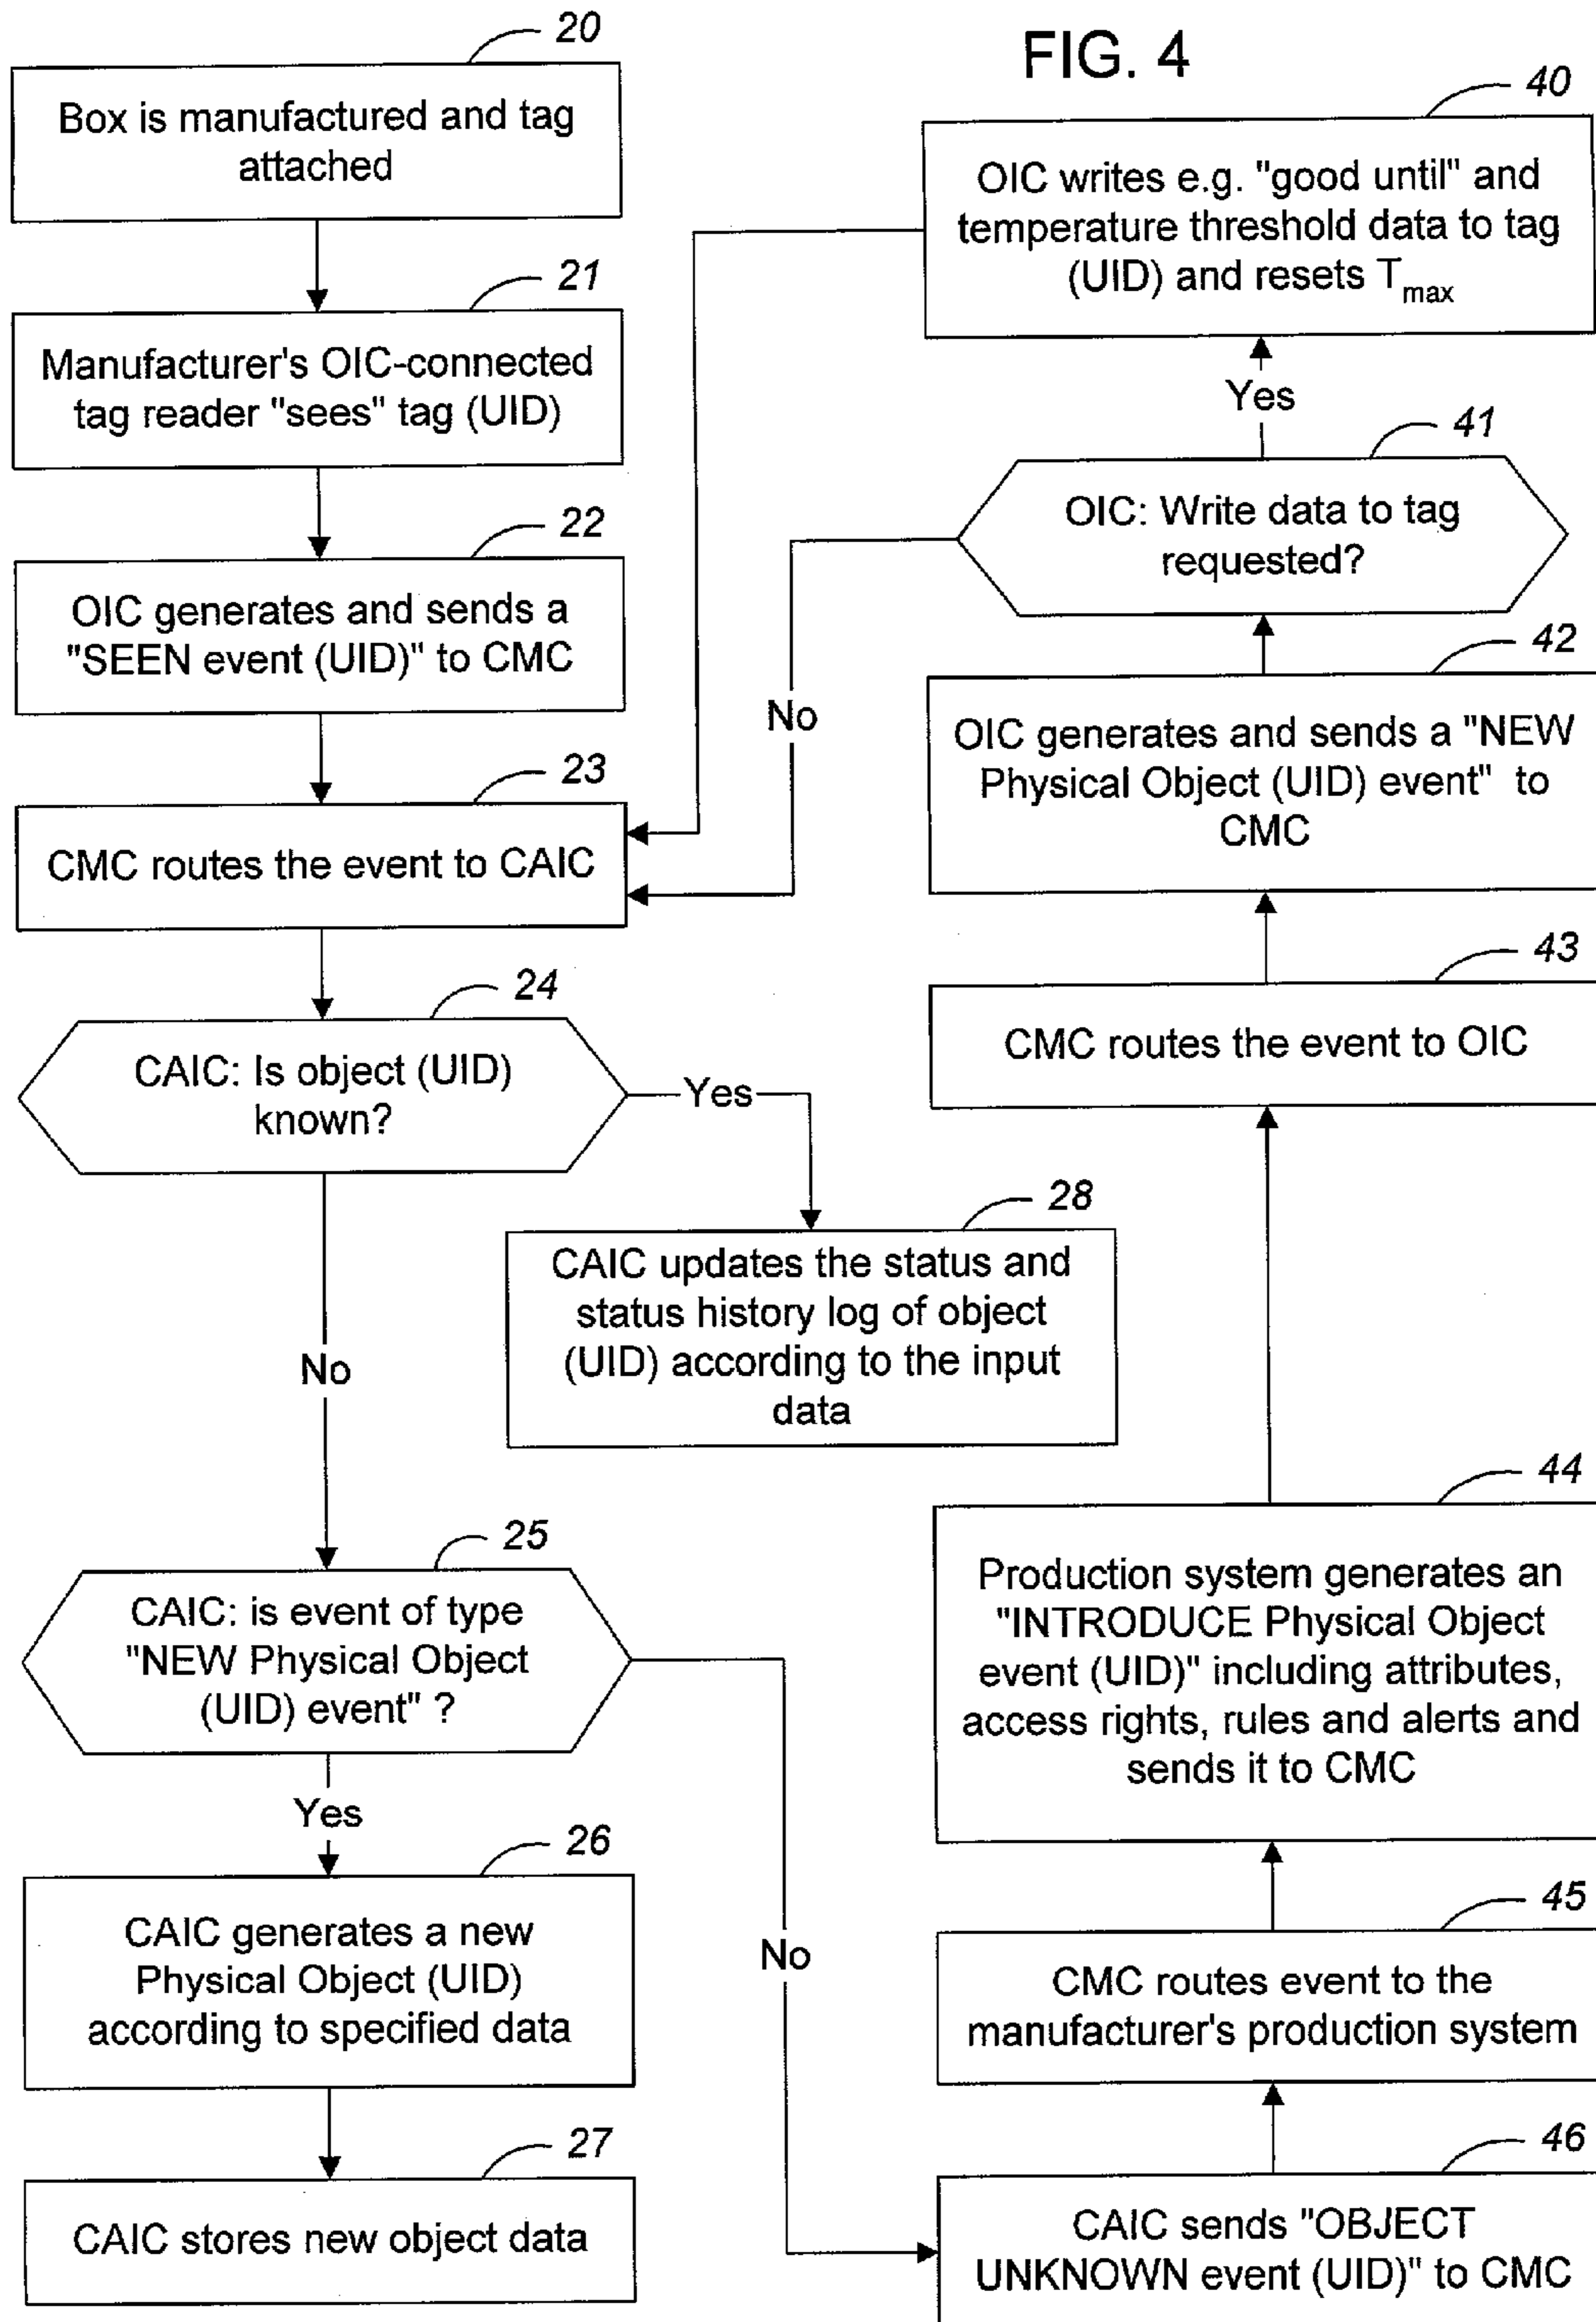 FIG. 4
20
Box is manufactured and tag
attached
21
Manufacturer's OIC-connected
tag reader "sees" tag (UID)
22
OIC generates and sends a
"SEEN event (UID)" to CMC
23
CMC routes the event to CAIC
24
CAIC: Is object (UID)
known?
Yes
No
28
CAIC updates the status and
status history log of object
(UID) according to the input
data
25
CAIC: is event of type
"NEW Physical Object
(UID) event" ?
Yes
No
26
CAIC generates a new
Physical Object (UID)
according to specified data
27
CAIC stores new object data
40
OIC writes e.g. "good until" and
temperature threshold data to tag
(UID) and resets Tmax
Yes
41
OIC: Write data to tag
requested?
No
42
OIC generates and sends a "NEW
Physical Object (UID) event" to
CMC
43
CMC routes the event to OIC
44
Production system generates an
"INTRODUCE Physical Object
event (UID)" including attributes,
access rights, rules and alerts and
sends it to CMC
45
CMC routes event to the
manufacturer's production system
46
CAIC sends "OBJECT
UNKNOWN event (UID)" to CMC